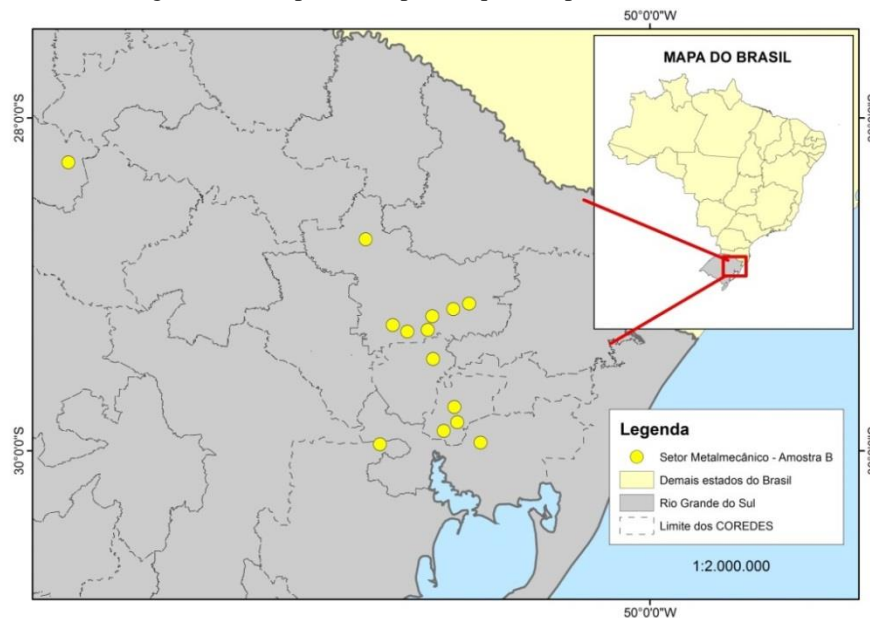 50°0'0"W
MAPA DO BRASIL
28°0'0"S
30°0'0"S
Legenda
Setor Metalmecânico - Amostra B
Demais estados do Brasil
Rio Grande do Sul
Limite dos COREDES
1:2.000.000
50°0'0"W